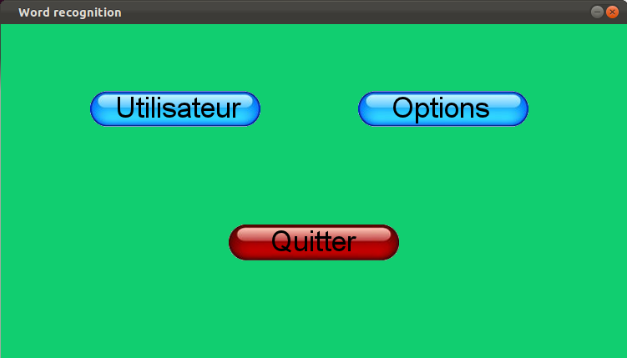 Word recognition
Utilisateur Options
Quitter